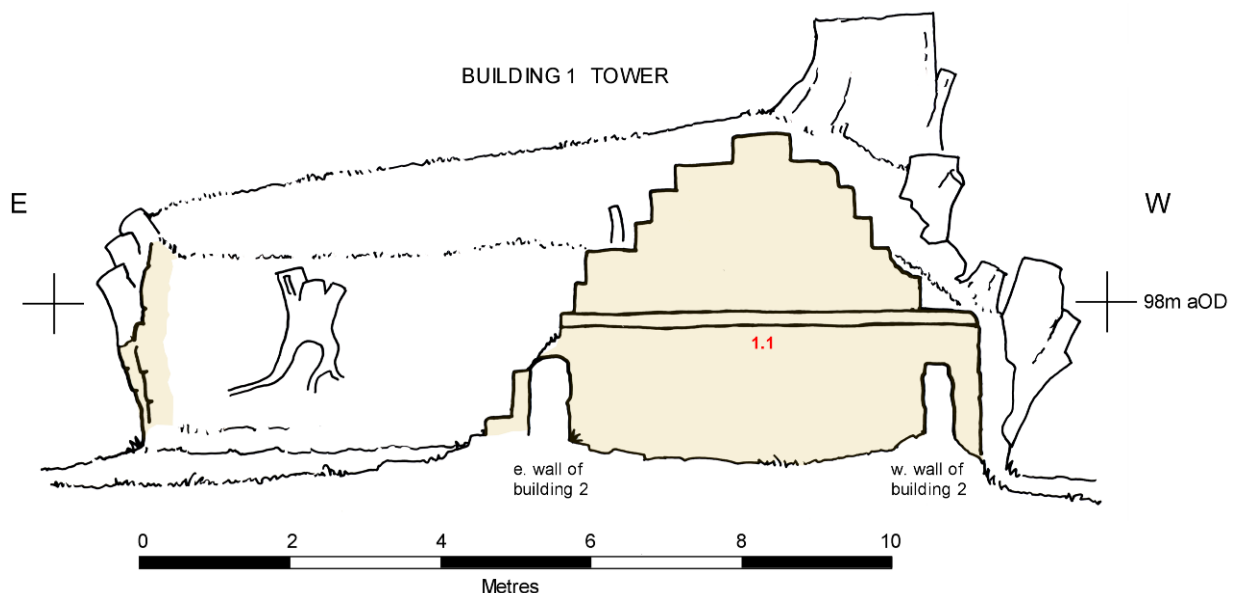 BUILDING 1 TOWER
E
W
98m aOD
1.1
e. wall of
building 2
w. wall of
building 2
0 2 4 6 8 10
Metres